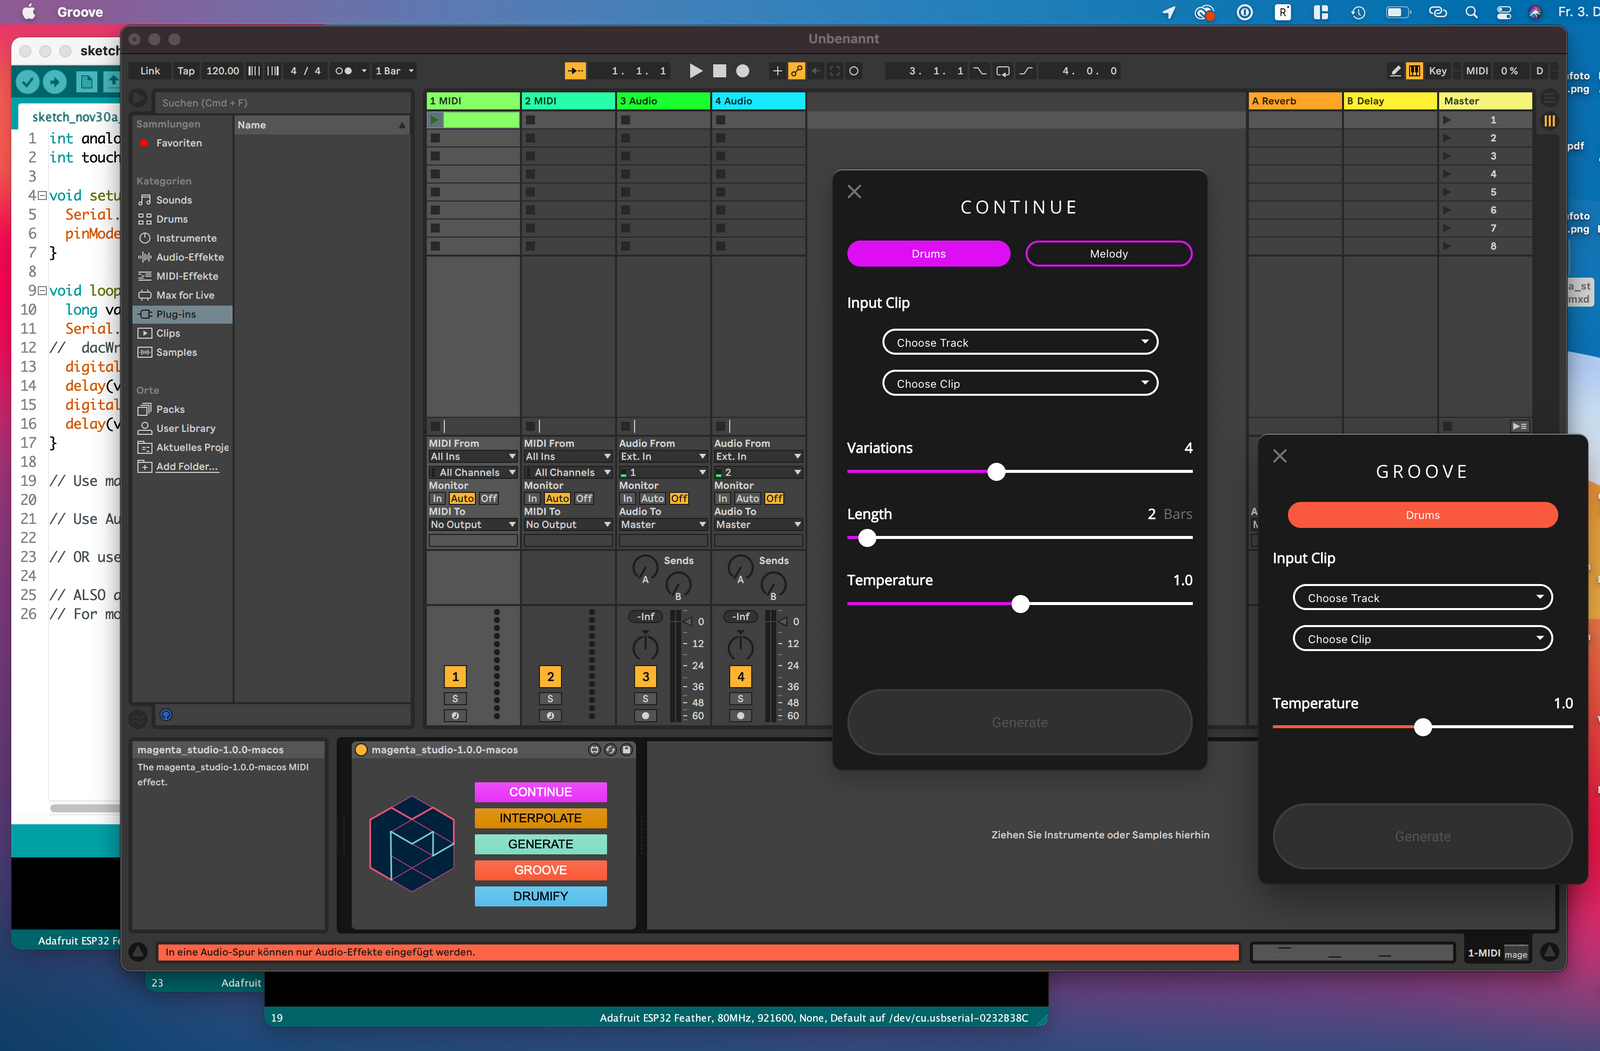 Groove
Fr. 3. D
sketch
Unbenannt
Link Tap 120.00 4 / 4 1 Bar 1. 1. 1 3. 1. 1 4. 0. 0 Key MIDI 0 % D
Suchen (Cmd + F)
Sammlungen
Favoriten
Kategorien
Sounds
Drums
Instrumente
Audio-Effekte
MIDI-Effekte
Max for Live
Plug-ins
Clips
Samples
Orte
Packs
User Library
Aktuelles Proje
Add Folder...
Name
sketch_nov30a
1 int analo
2 int touch
3
4 void setu
5 Serial.
6 pinMode
7 }
8
9 void loop
10 long va
11 Serial.
12 // dacWr
13 digital
14 delay(v
15 digital
16 delay(v
17 }
18
19 // Use ma
20
21 // Use Au
22
23 // OR use
24
25 // ALSO a
26 // For mo
1 MIDI 2 MIDI 3 Audio 4 Audio A Reverb B Delay Master
1
2
3
4
5
6
7
8
MIDI From MIDI From Audio From Audio From
All Ins All Ins Ext. In Ext. In
All Channels All Channels 1 2
Monitor Monitor Monitor Monitor
In Auto Off In Auto Off In Auto Off In Auto Off
MIDI To MIDI To Audio To Audio To
No Output No Output Master Master
Sends Sends
A A
B B
-Inf 0 -Inf 0
12 12
24 24
1 2 3 4
36 36
S S S S
48 48
60 60
CONTINUE
Drums Melody
Input Clip
Choose Track
Choose Clip
Variations 4
Length 2 Bars
Temperature 1.0
Generate
GROOVE
Drums
Input Clip
Choose Track
Choose Clip
Temperature 1.0
Generate
foto
.png
pdf
foto
.png
a_st
mxd
magenta_studio-1.0.0-macos
The magenta_studio-1.0.0-macos MIDI
effect.
magenta_studio-1.0.0-macos
CONTINUE
INTERPOLATE
GENERATE
GROOVE
DRUMIFY
Ziehen Sie Instrumente oder Samples hierhin
In eine Audio-Spur können nur Audio-Effekte eingefügt werden.
1-MIDI mage
Adafruit ESP32 Fe
23 Adafruit
19 Adafruit ESP32 Feather, 80MHz, 921600, None, Default auf /dev/cu.usbserial-0232B38C